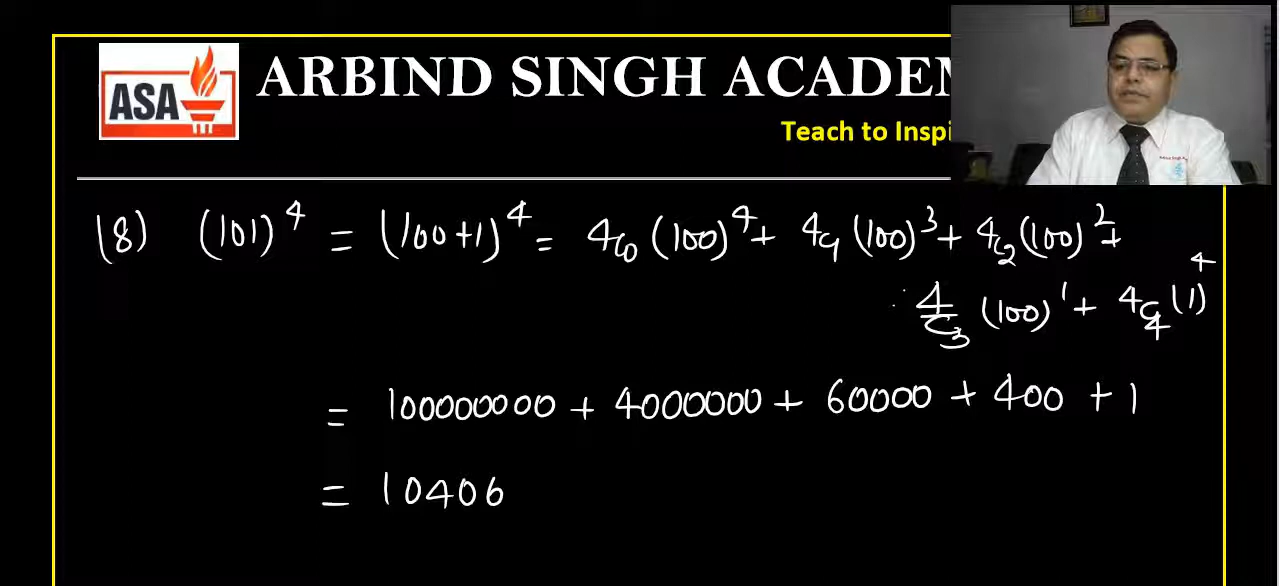 ASA
ARBIND SINGH ACADEM
Teach to Inspi
(8) (101)^4 = (100+1)^4 = 4C0 (100)^4 + 4C1 (100)^3 + 4C2 (100)^2 +
4C3 (100)^1 + 4C4 (1)^4
= 100000000 + 4000000 + 60000 + 400 + 1
= 10406